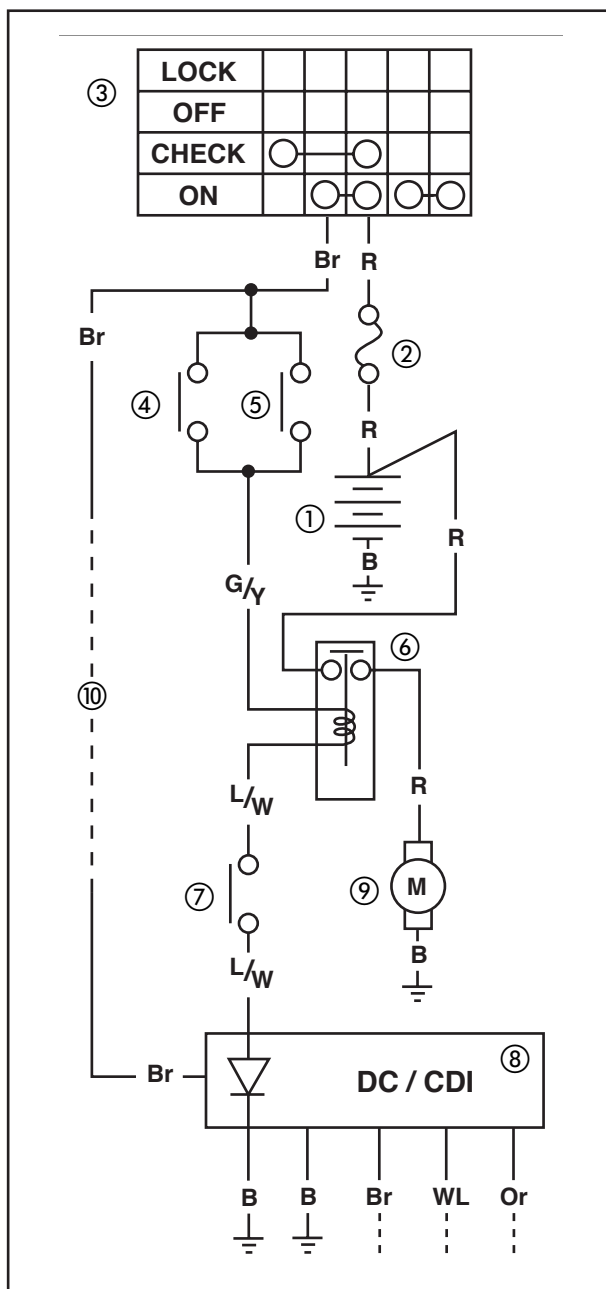 ③
LOCK
OFF
CHECK
ON
Br R
Br
②
④ ⑤
R
①
R
B
G/Y
⑥
⑩
L/W
R
⑦ ⑨ M
B
L/W
⑧
Br DC / CDI
B B Br WL Or